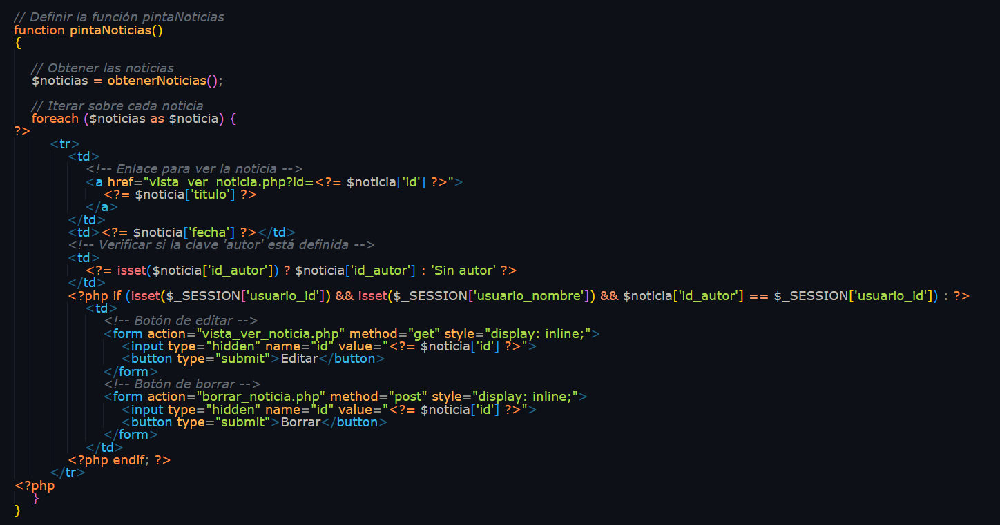 // Definir la función pintaNoticias
function pintaNoticias()
{
// Obtener las noticias
$noticias = obtenerNoticias();
// Iterar sobre cada noticia
foreach ($noticias as $noticia) {
?>
<tr>
<td>
<!-- Enlace para ver la noticia -->
<a href="vista_ver_noticia.php?id=<?= $noticia['id'] ?>">
<?= $noticia['titulo'] ?>
</a>
</td>
<td><?= $noticia['fecha'] ?></td>
<!-- Verificar si la clave 'autor' está definida -->
<td>
<?= isset($noticia['id_autor']) ? $noticia['id_autor'] : 'Sin autor' ?>
</td>
<?php if (isset($_SESSION['usuario_id']) && isset($_SESSION['usuario_nombre']) && $noticia['id_autor'] == $_SESSION['usuario_id']) : ?>
<td>
<!-- Botón de editar -->
<form action="vista_ver_noticia.php" method="get" style="display: inline;">
<input type="hidden" name="id" value="<?= $noticia['id'] ?>">
<button type="submit">Editar</button>
</form>
<!-- Botón de borrar -->
<form action="borrar_noticia.php" method="post" style="display: inline;">
<input type="hidden" name="id" value="<?= $noticia['id'] ?>">
<button type="submit">Borrar</button>
</form>
</td>
<?php endif; ?>
</tr>
<?php
}
}